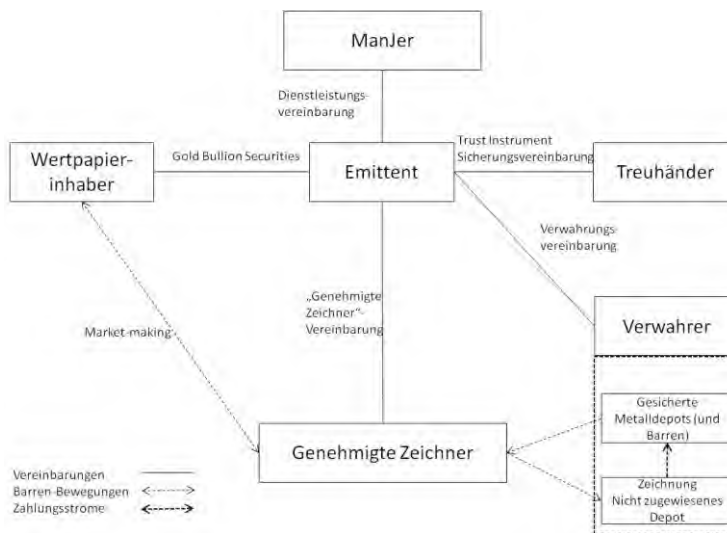 ManJer
Dienstleistungs-
vereinbarung
Wertpapier-
inhaber
Gold Bullion Securities
Emittent
Trust Instrument
Sicherungsvereinbarung
Treuhänder
Verwahrungs-
vereinbarung
„Genehmigte
Zeichner“-
Vereinbarung
Market-making
Verwahrer
Gesicherte
Metalldepots (und
Barren)
Genehmigte Zeichner
Zeichnung
Nicht zugewiesenes
Depot
Vereinbarungen
Barren-Bewegungen
Zahlungsströme